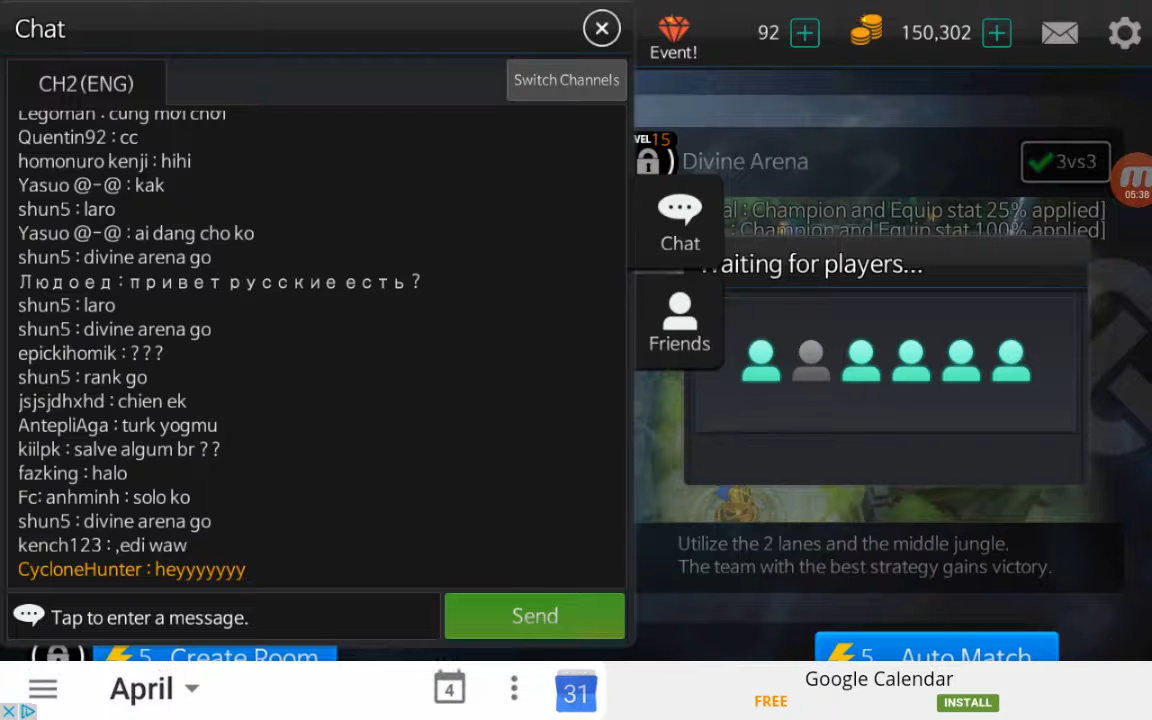 Chat
Event!
92
150,302
CH2(ENG)
Switch Channels
Legoman : cung mới chơi
Quentin92 : cc
homonuro kenji : hihi
Yasuo @-@ : kak
shun5 : laro
Yasuo @-@ : ai dang cho ko
shun5 : divine arena go
Людоед : привет русские есть?
shun5 : laro
shun5 : divine arena go
epickihomik : ???
shun5 : rank go
jsjsjdhxhd : chien ek
AntepliAga : turk yogmu
kiilpk : salve algum br ??
fazking : halo
Fc: anhminh : solo ko
shun5 : divine arena go
kench123 : ,edi waw
CycloneHunter : heyyyyyyy
Tap to enter a message.
Send
VEL 15
Divine Arena
3vs3
05:38
al : Champion and Equip stat 25% applied]
: Champion and Equip stat 100% applied]
Chat
Friends
aiting for players...
Utilize the 2 lanes and the middle jungle.
The team with the best strategy gains victory.
5 Create Room
5 Auto Match
April
4
31
Google Calendar
FREE
INSTALL